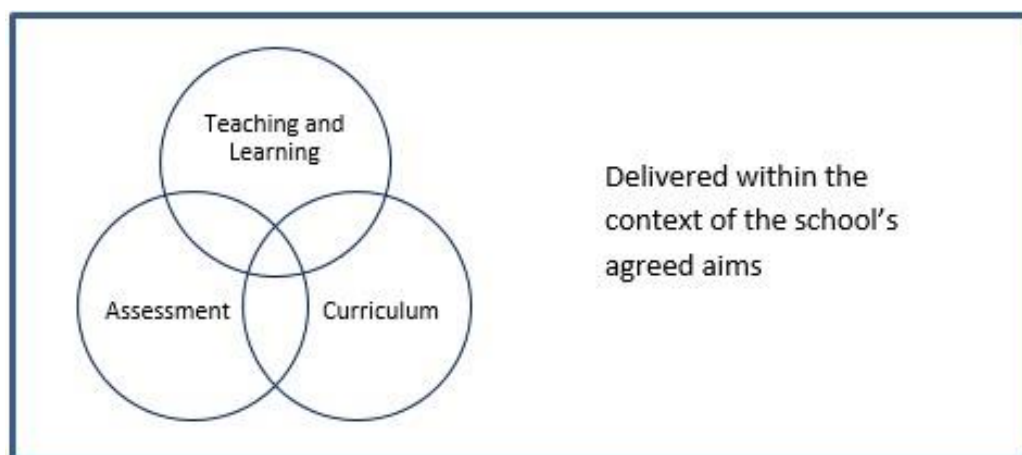 Teaching and
Learning
Assessment
Curriculum
Delivered within the
context of the school’s
agreed aims